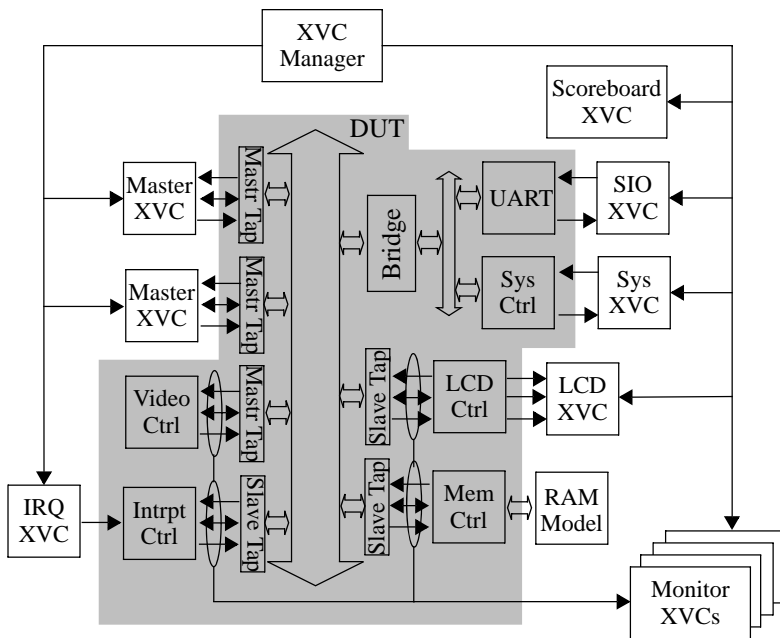 XVC
Manager
Scoreboard
XVC
DUT
Master
XVC
Mastr Tap
Bridge
UART
SIO
XVC
Master
XVC
Mastr Tap
Sys
Ctrl
Sys
XVC
Video
Ctrl
Mastr Tap
Slave Tap
LCD
Ctrl
LCD
XVC
IRQ
XVC
Intrpt
Ctrl
Slave Tap
Slave Tap
Mem
Ctrl
RAM
Model
Monitor
XVCs